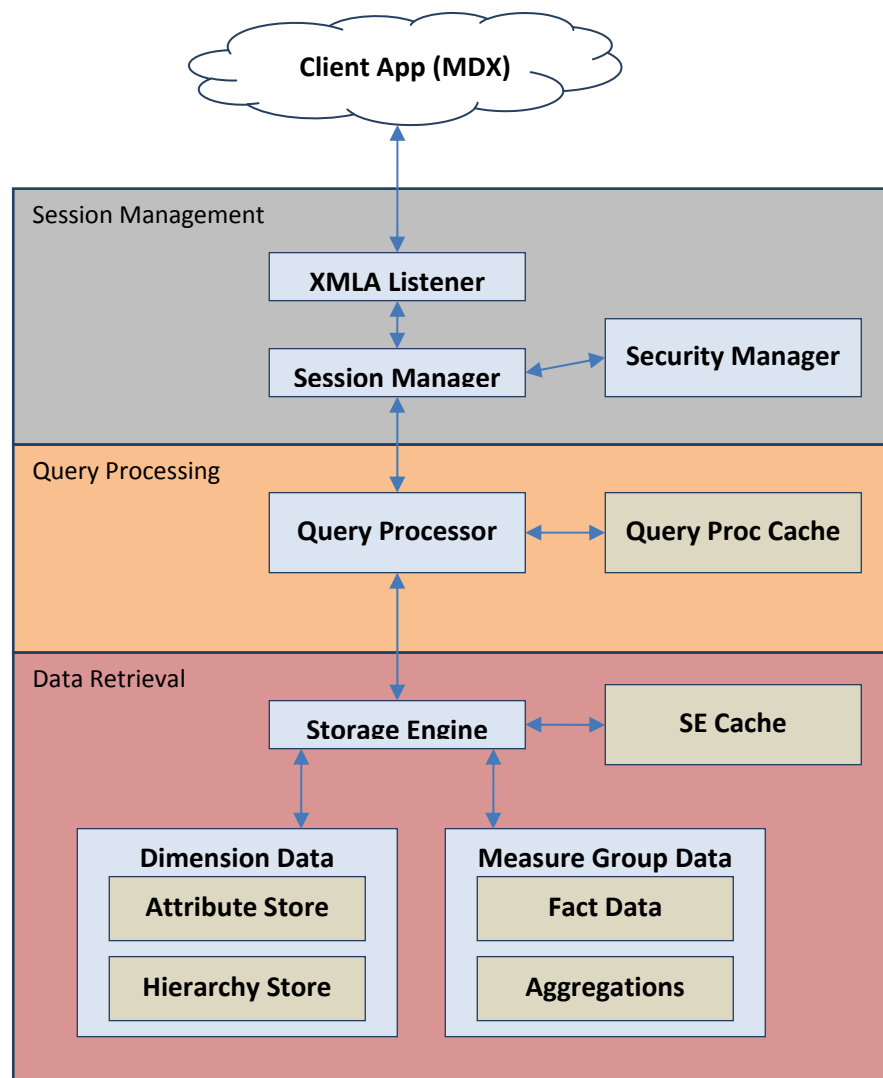 Client App (MDX)
Session Management
XMLA Listener
Session Manager
Security Manager
Query Processing
Query Processor
Query Proc Cache
Data Retrieval
Storage Engine
SE Cache
Dimension Data
Attribute Store
Hierarchy Store
Measure Group Data
Fact Data
Aggregations